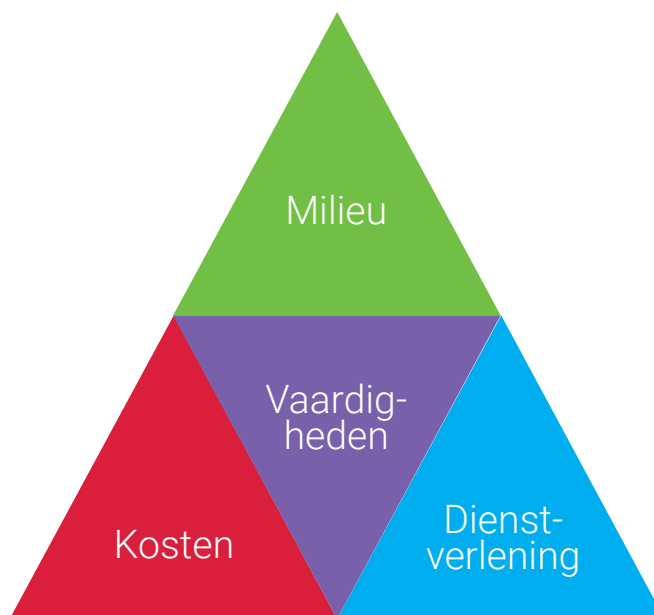 Milieu
Vaardig-
heden
Kosten
Dienst-
verlening